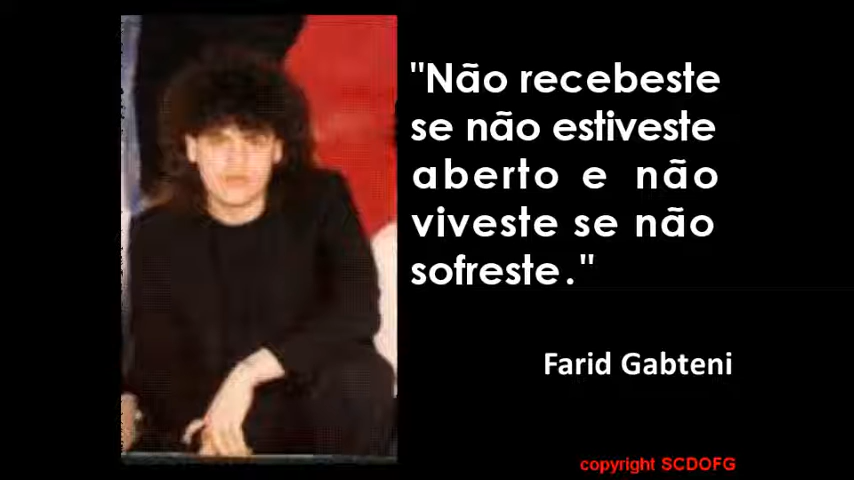 "Não recebeste
se não estiveste
aberto e não
viveste se não
sofreste."
Farid Gabteni
copyright SCDOFG